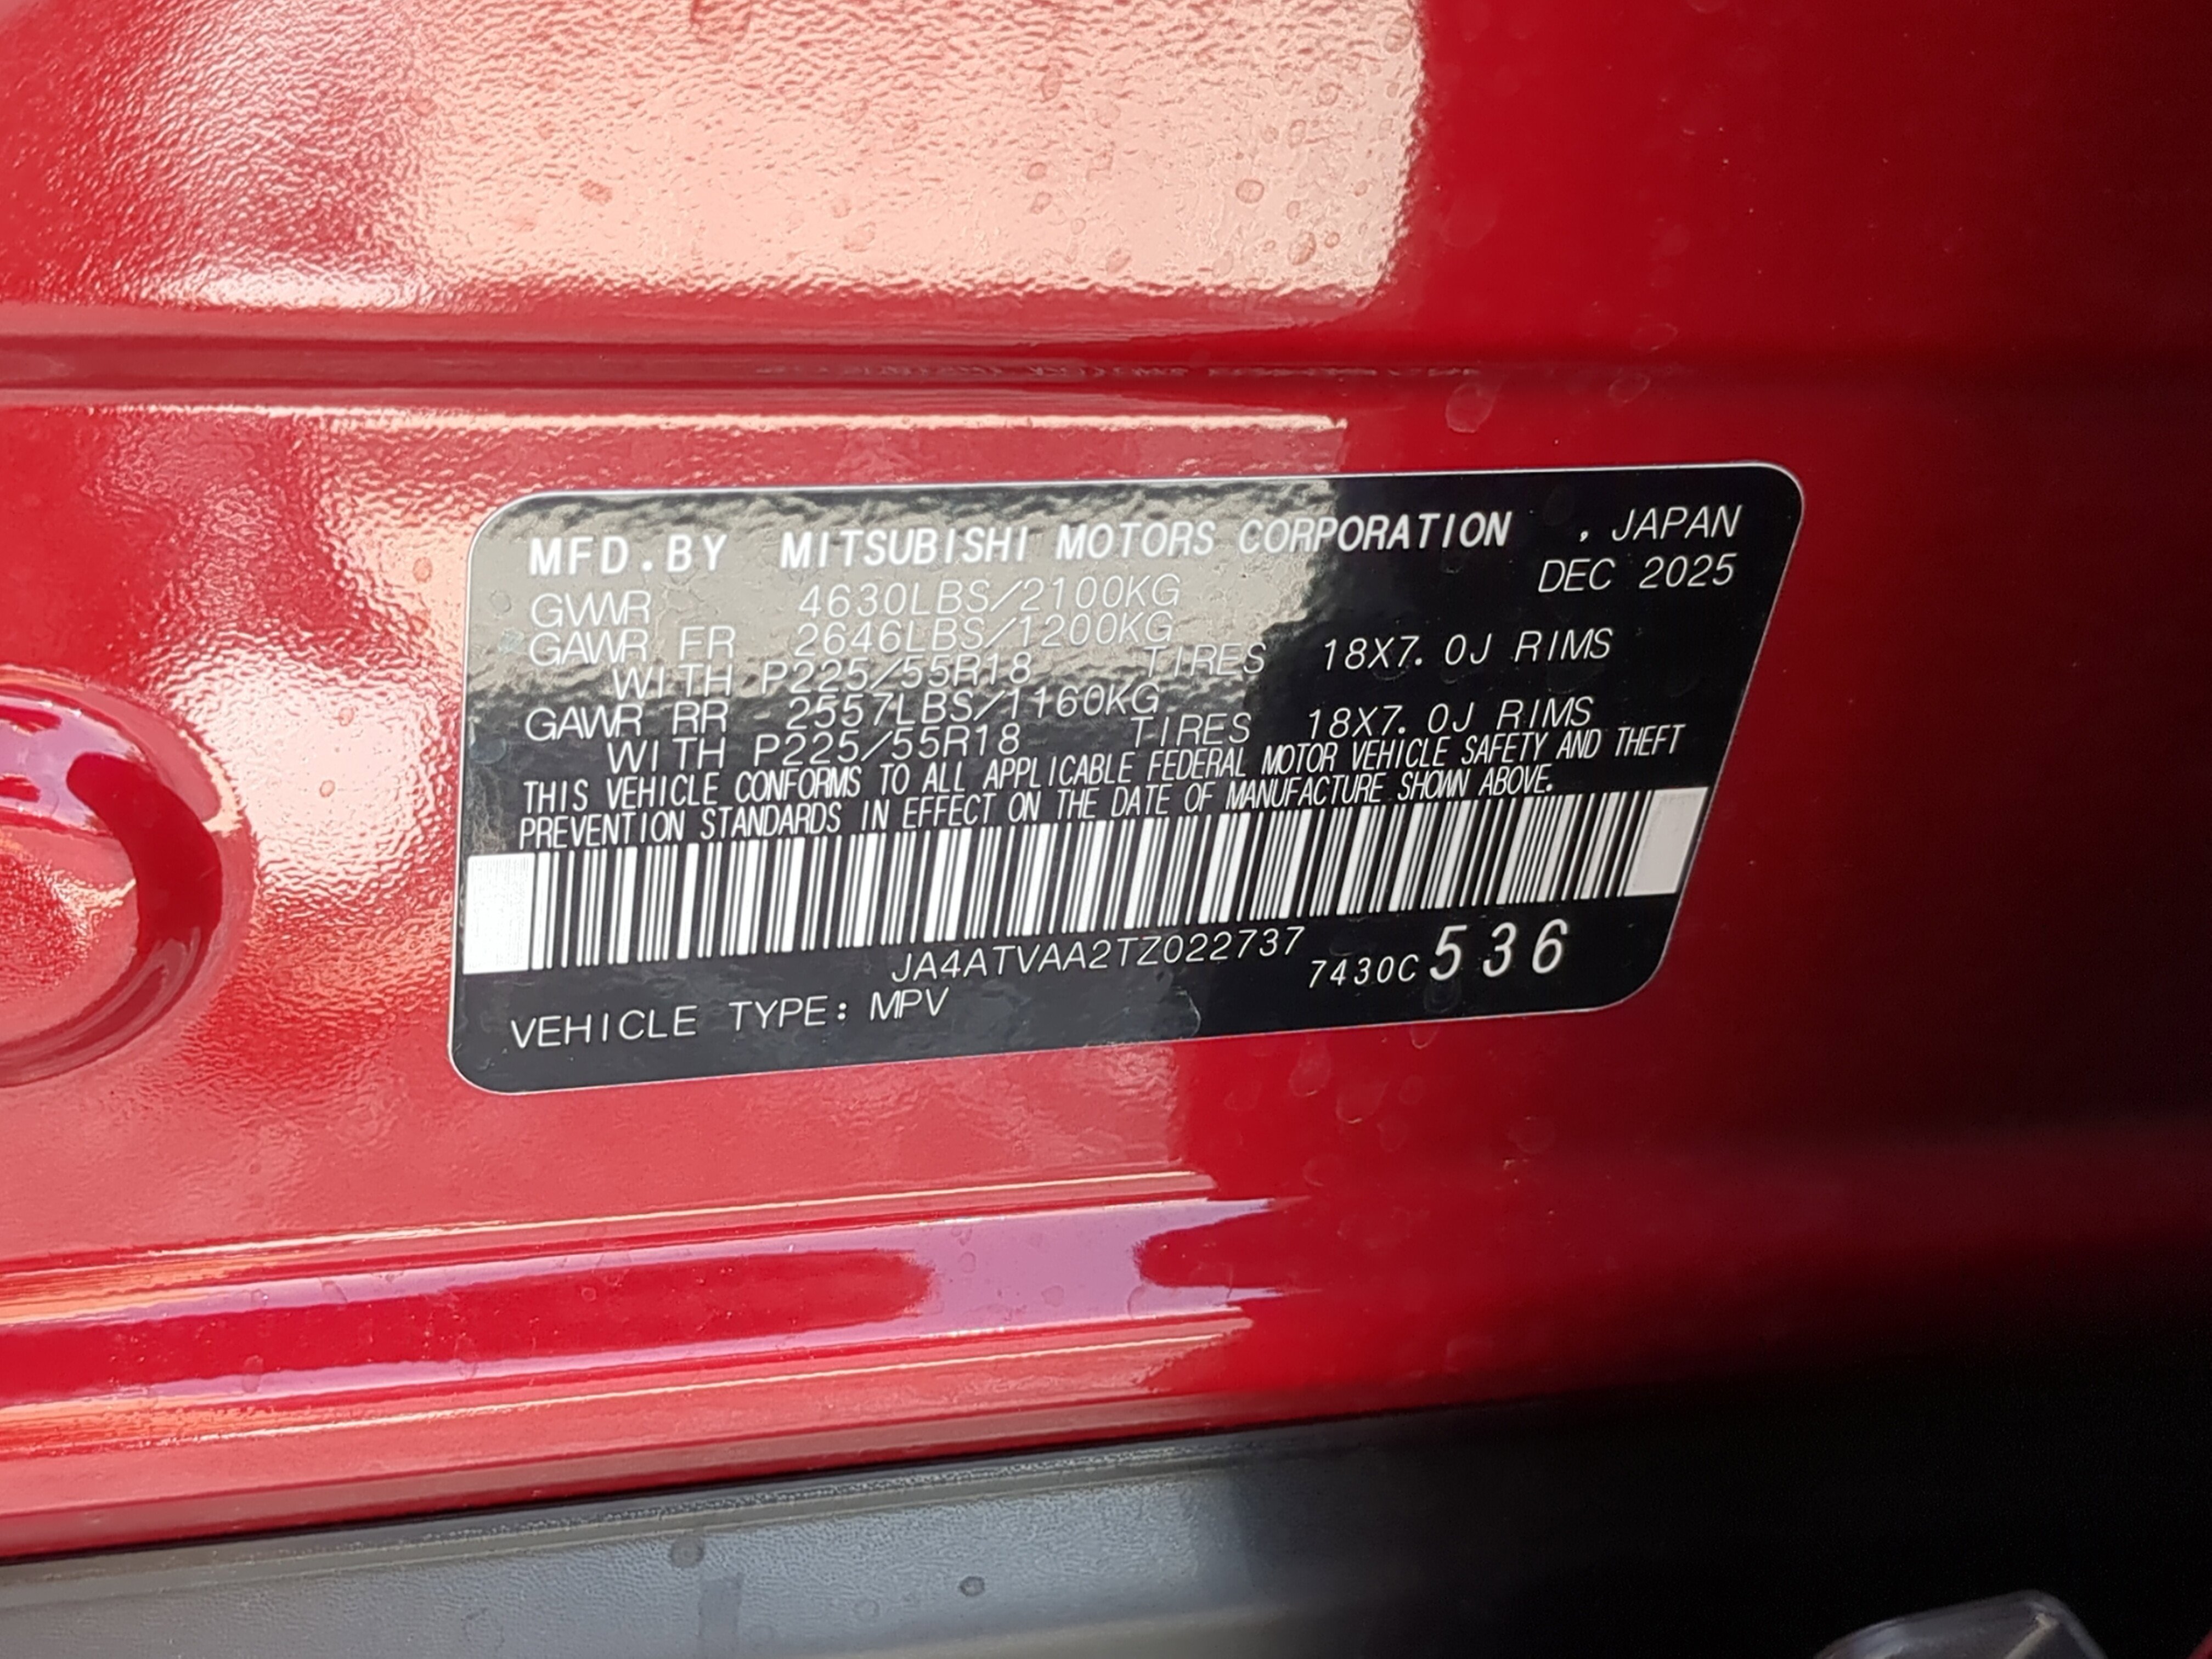 MFD.BY MITSUBISHI MOTORS CORPORATION , JAPAN
DEC 2025
GVWR 4630LBS/2100KG
GAWR FR 2646LBS/1200KG
WITH P225/55R18 TIRES 18X7.0J RIMS
GAWR RR 2557LBS/1160KG
WITH P225/55R18 TIRES 18X7.0J RIMS
THIS VEHICLE CONFORMS TO ALL APPLICABLE FEDERAL MOTOR VEHICLE SAFETY AND THEFT
PREVENTION STANDARDS IN EFFECT ON THE DATE OF MANUFACTURE SHOWN ABOVE.
JA4ATVAA2TZ022737 7430C 536
VEHICLE TYPE: MPV